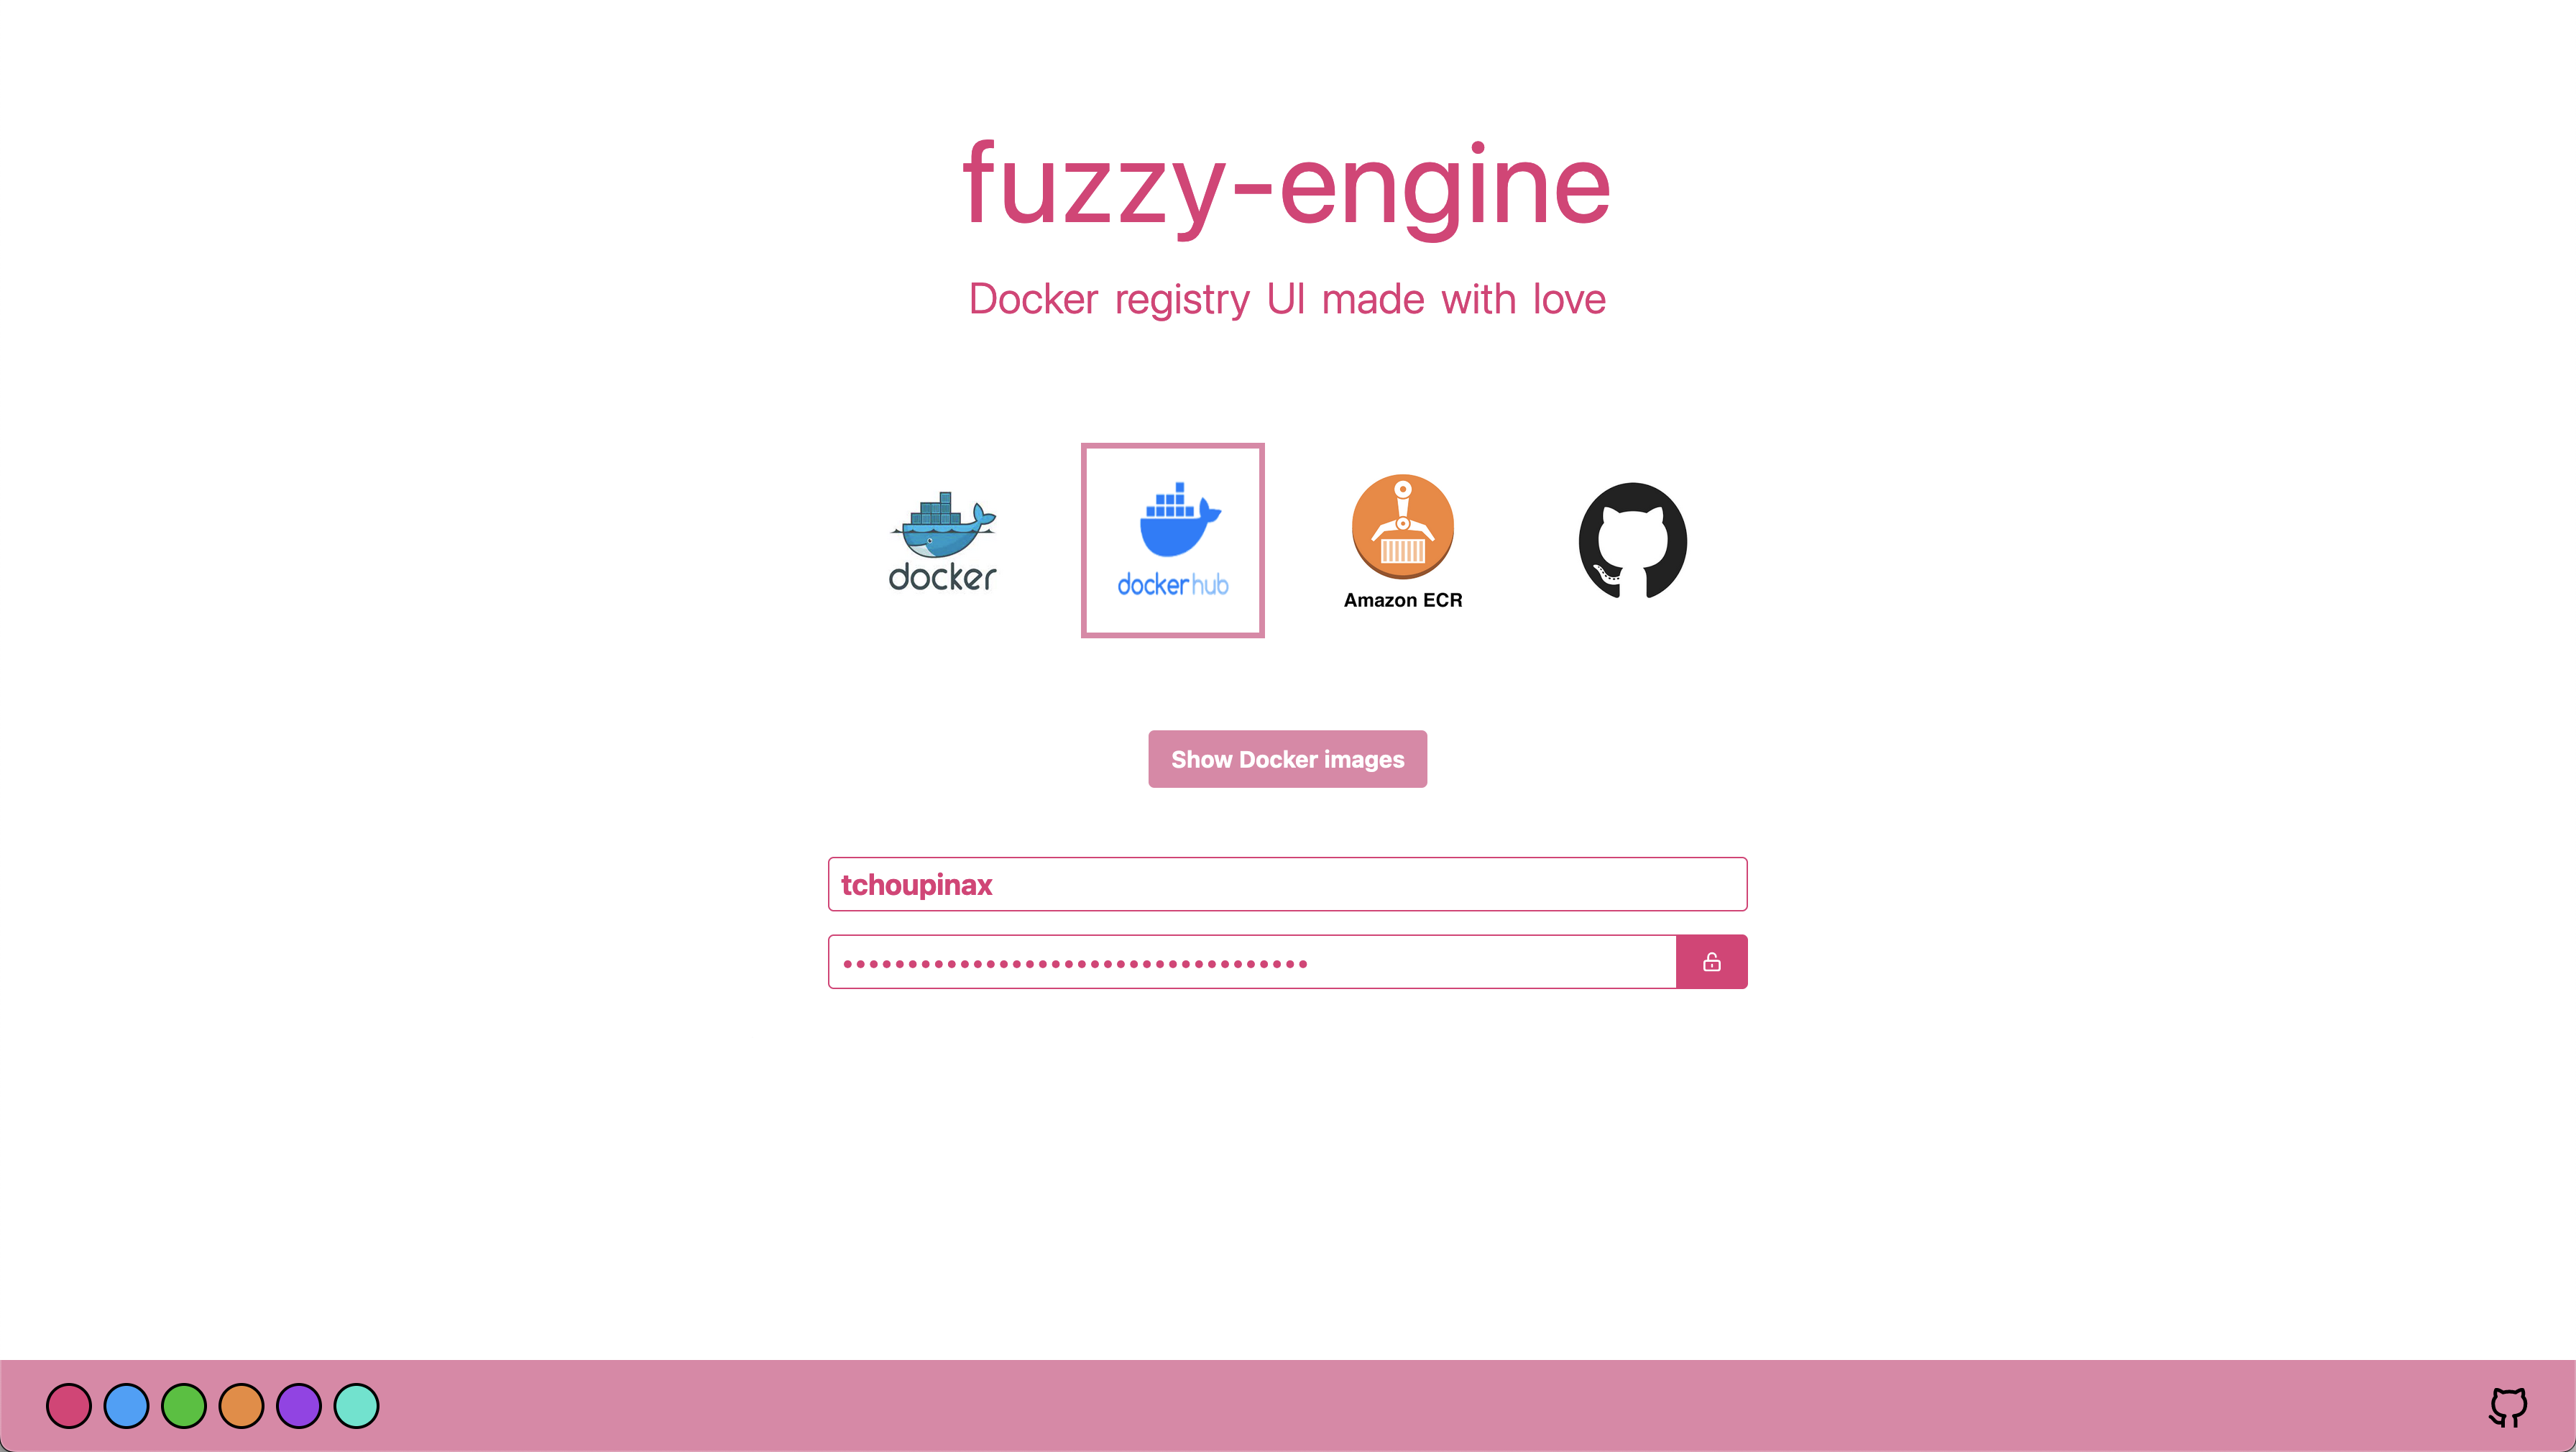 fuzzy-engine
Docker registry UI made with love
docker
dockerhub
Amazon ECR
Show Docker images
tchoupinax